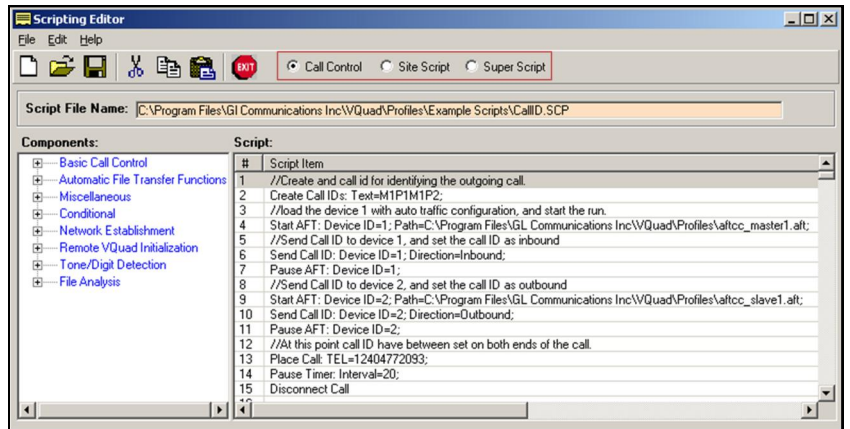 Scripting Editor
File Edit Help
EXIT Call Control Site Script Super Script
Script File Name: C:\Program Files\Gl Communications Inc\VQuad\Profiles\Example Scripts\CallID.SCP
Components: Script:
Basic Call Control
Automatic File Transfer Functions
Miscellaneous
Conditional
Network Establishment
Remote VQuad Initialization
Tone/Digit Detection
File Analysis
# Script Item
1 //Create and call id for identifying the outgoing call.
2 Create Call IDs: Text=M1P1M1P2;
3 //load the device 1 with auto traffic configuration, and start the run.
4 Start AFT: Device ID=1; Path=C:\Program Files\GL Communications Inc\VQuad\Profiles\aftcc_master1.aft;
5 //Send Call ID to device 1, and set the call ID as inbound
6 Send Call ID: Device ID=1; Direction=Inbound;
7 Pause AFT: Device ID=1;
8 //Send Call ID to device 2, and set the call ID as outbound
9 Start AFT: Device ID=2; Path=C:\Program Files\GL Communications Inc\VQuad\Profiles\aftcc_slave1.aft;
10 Send Call ID: Device ID=2; Direction=Outbound;
11 Pause AFT: Device ID=2;
12 //At this point call ID have between set on both ends of the call.
13 Place Call: TEL=12404772093;
14 Pause Timer: Interval=20;
15 Disconnect Call